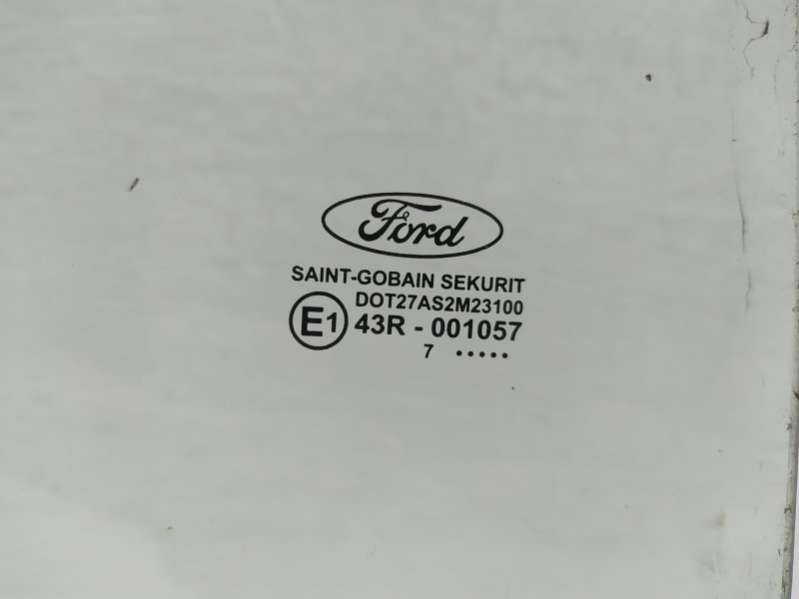 Ford
SAINT-GOBAIN SEKURIT
DOT27AS2M23100
E1 43R - 001057
7 •••••